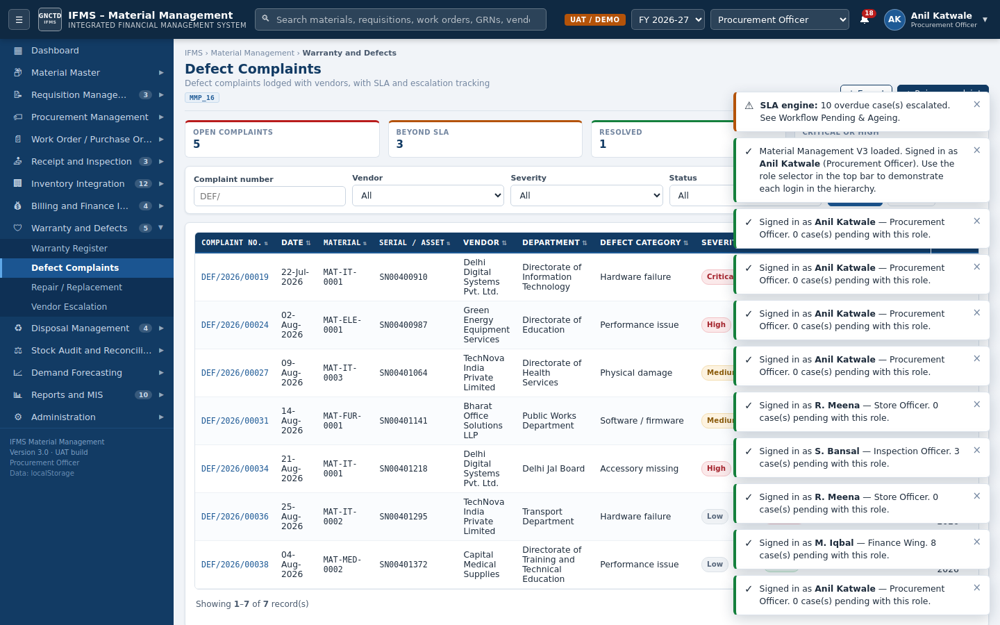 GNCTD
IFMS
IFMS – Material Management
INTEGRATED FINANCIAL MANAGEMENT SYSTEM
Search materials, requisitions, work orders, GRNs, vend
UAT / DEMO
FY 2026-27
Procurement Officer
18
AK
Anil Katwale
Procurement Officer
Dashboard
Material Master
Requisition Manage… 3
Procurement Management
Work Order / Purchase Or…
Receipt and Inspection 3
Inventory Integration 12
Billing and Finance I… 4
Warranty and Defects 5
Warranty Register
Defect Complaints
Repair / Replacement
Vendor Escalation
Disposal Management 4
Stock Audit and Reconcili…
Demand Forecasting
Reports and MIS 10
Administration
IFMS Material Management
Version 3.0 · UAT build
Procurement Officer
Data: localStorage
IFMS › Material Management › Warranty and Defects
Defect Complaints
Defect complaints lodged with vendors, with SLA and escalation tracking
MMP_16
OPEN COMPLAINTS
5
BEYOND SLA
3
RESOLVED
1
CRITICAL OR HIGH
Complaint number
DEF/
Vendor
All
Severity
All
Status
All
COMPLAINT NO. DATE MATERIAL SERIAL / ASSET VENDOR DEPARTMENT DEFECT CATEGORY SEVERI
DEF/2026/00019
22-Jul-
2026
MAT-IT-
0001
SN00400910
Delhi
Digital
Systems
Pvt. Ltd.
Directorate of
Information
Technology
Hardware failure
Critica
DEF/2026/00024
02-
Aug-
2026
MAT-ELE-
0001
SN00400987
Green
Energy
Equipment
Services
Directorate of
Education
Performance issue
High
DEF/2026/00027
09-
Aug-
2026
MAT-IT-
0003
SN00401064
TechNova
India
Private
Limited
Directorate of
Health
Services
Physical damage
Mediu
DEF/2026/00031
14-
Aug-
2026
MAT-FUR-
0001
SN00401141
Bharat
Office
Solutions
LLP
Public Works
Department
Software / firmware
Mediu
DEF/2026/00034
21-
Aug-
2026
MAT-IT-
0001
SN00401218
Delhi
Digital
Systems
Pvt. Ltd.
Delhi Jal Board
Accessory missing
High
DEF/2026/00036
25-
Aug-
2026
MAT-IT-
0002
SN00401295
TechNova
India
Private
Limited
Transport
Department
Hardware failure
Low
DEF/2026/00038
04-
Aug-
2026
MAT-MED-
0002
SN00401372
Capital
Medical
Supplies
Directorate of
Training and
Technical
Education
Performance issue
Low
2026
Showing 1–7 of 7 record(s)
SLA engine: 10 overdue case(s) escalated.
See Workflow Pending & Ageing.
Material Management V3 loaded. Signed in as
Anil Katwale (Procurement Officer). Use the
role selector in the top bar to demonstrate
each login in the hierarchy.
Signed in as Anil Katwale — Procurement
Officer. 0 case(s) pending with this role.
Signed in as Anil Katwale — Procurement
Officer. 0 case(s) pending with this role.
Signed in as Anil Katwale — Procurement
Officer. 0 case(s) pending with this role.
Signed in as Anil Katwale — Procurement
Officer. 0 case(s) pending with this role.
Signed in as R. Meena — Store Officer. 0
case(s) pending with this role.
Signed in as S. Bansal — Inspection Officer. 3
case(s) pending with this role.
Signed in as R. Meena — Store Officer. 0
case(s) pending with this role.
Signed in as M. Iqbal — Finance Wing. 8
case(s) pending with this role.
Signed in as Anil Katwale — Procurement
Officer. 0 case(s) pending with this role.